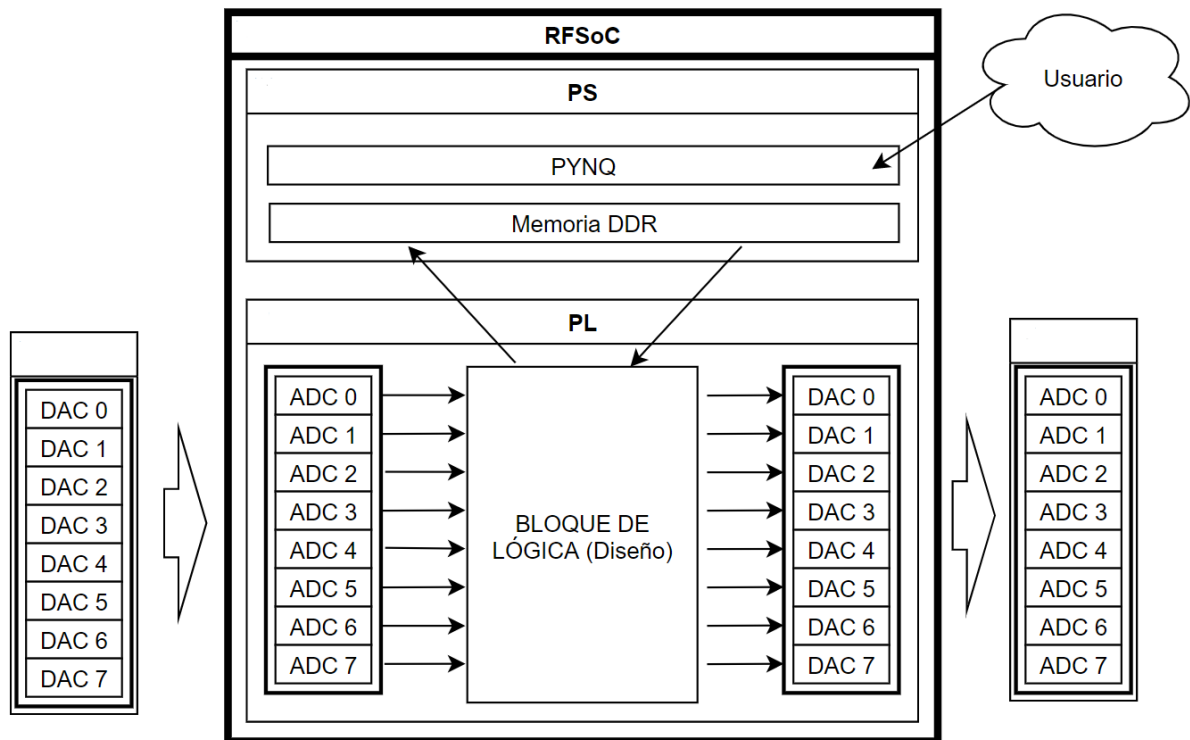 RFSoC
PS
Usuario
PYNQ
Memoria DDR
PL
DAC 0
DAC 1
DAC 2
DAC 3
DAC 4
DAC 5
DAC 6
DAC 7
ADC 0
ADC 1
ADC 2
ADC 3
ADC 4
ADC 5
ADC 6
ADC 7
BLOQUE DE
LÓGICA (Diseño)
DAC 0
DAC 1
DAC 2
DAC 3
DAC 4
DAC 5
DAC 6
DAC 7
ADC 0
ADC 1
ADC 2
ADC 3
ADC 4
ADC 5
ADC 6
ADC 7